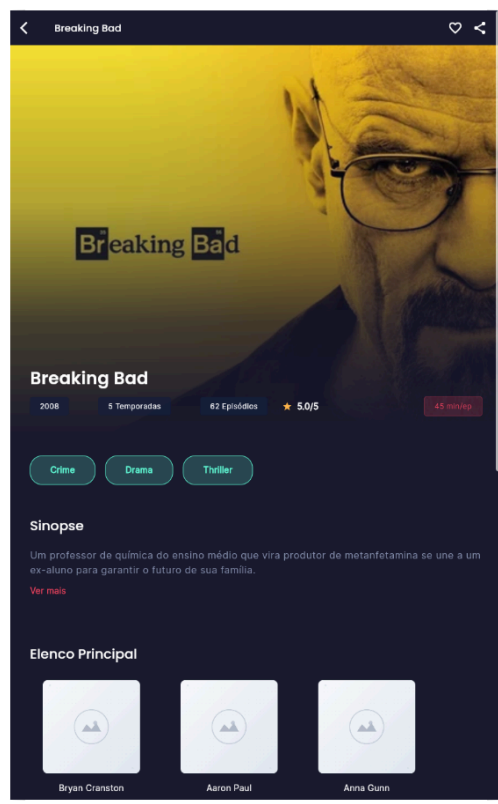 Breaking Bad
Breaking Bad
Breaking Bad
2008 5 Temporadas 62 Episódios 5.0/5 45 min/ep
Crime Drama Thriller
Sinopse
Um professor de química do ensino médio que vira produtor de metanfetamina se une a um
ex-aluno para garantir o futuro de sua família.
Ver mais
Elenco Principal
Bryan Cranston Aaron Paul Anna Gunn